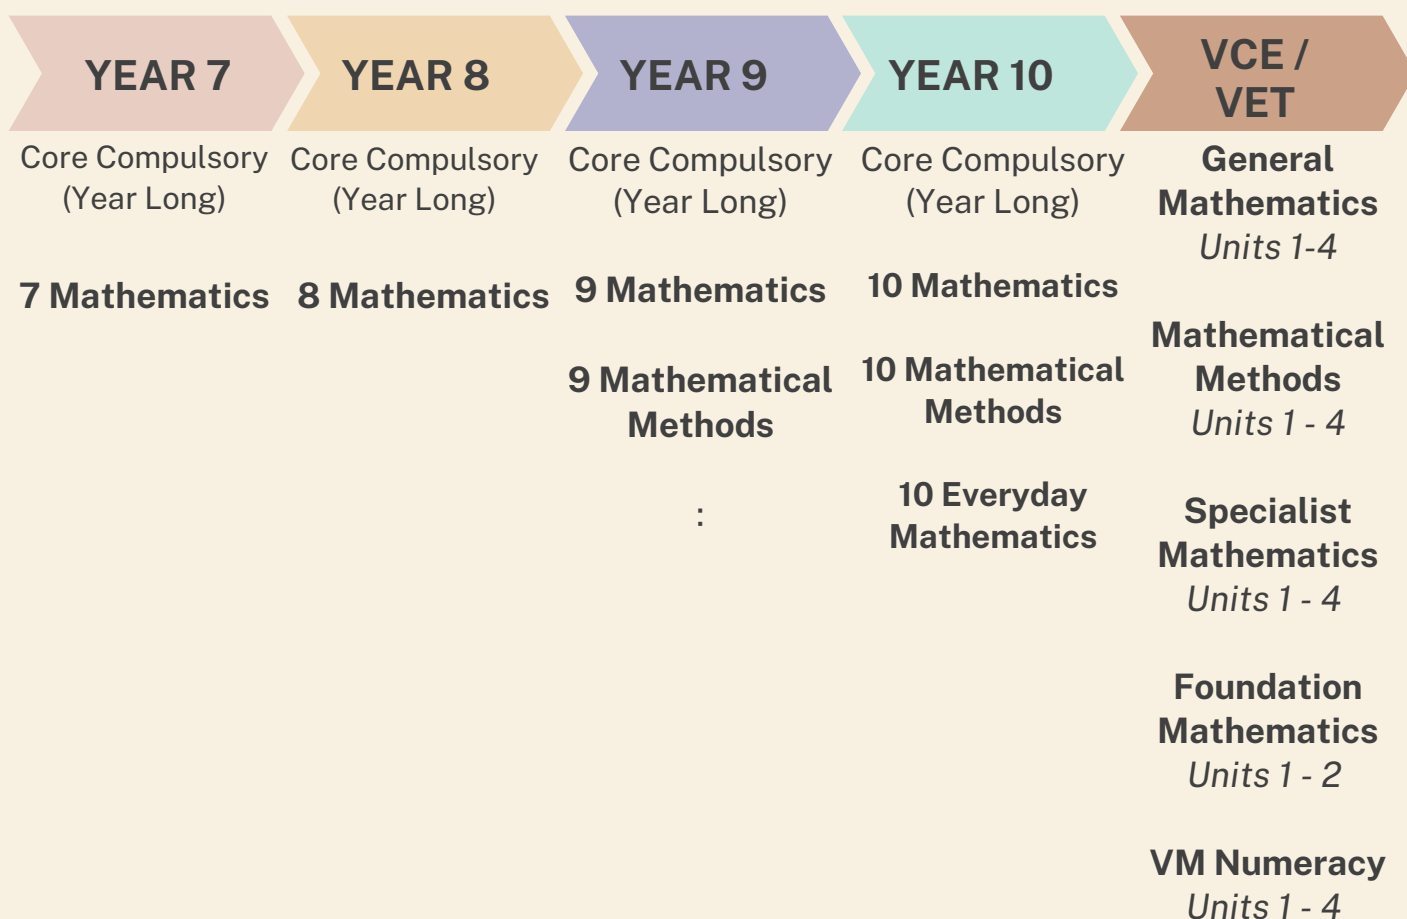 YEAR 7
Core Compulsory
(Year Long)
7 Mathematics
YEAR 8
Core Compulsory
(Year Long)
8 Mathematics
YEAR 9
Core Compulsory
(Year Long)
9 Mathematics
9 Mathematical
Methods
:
YEAR 10
Core Compulsory
(Year Long)
10 Mathematics
10 Mathematical
Methods
10 Everyday
Mathematics
VCE /
VET
General
Mathematics
Units 1-4
Mathematical
Methods
Units 1 - 4
Specialist
Mathematics
Units 1 - 4
Foundation
Mathematics
Units 1 - 2
VM Numeracy
Units 1 - 4